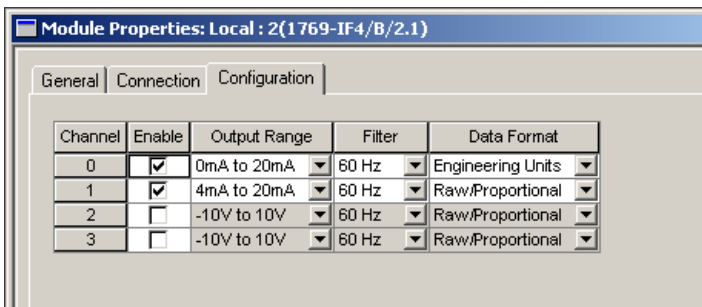 Module Properties: Local : 2(1769-IF4/B/2.1)
General Connection Configuration
Channel Enable Output Range Filter Data Format
0 0mA to 20mA 60 Hz Engineering Units
1 4mA to 20mA 60 Hz Raw/Proportional
2 -10V to 10V 60 Hz Raw/Proportional
3 -10V to 10V 60 Hz Raw/Proportional